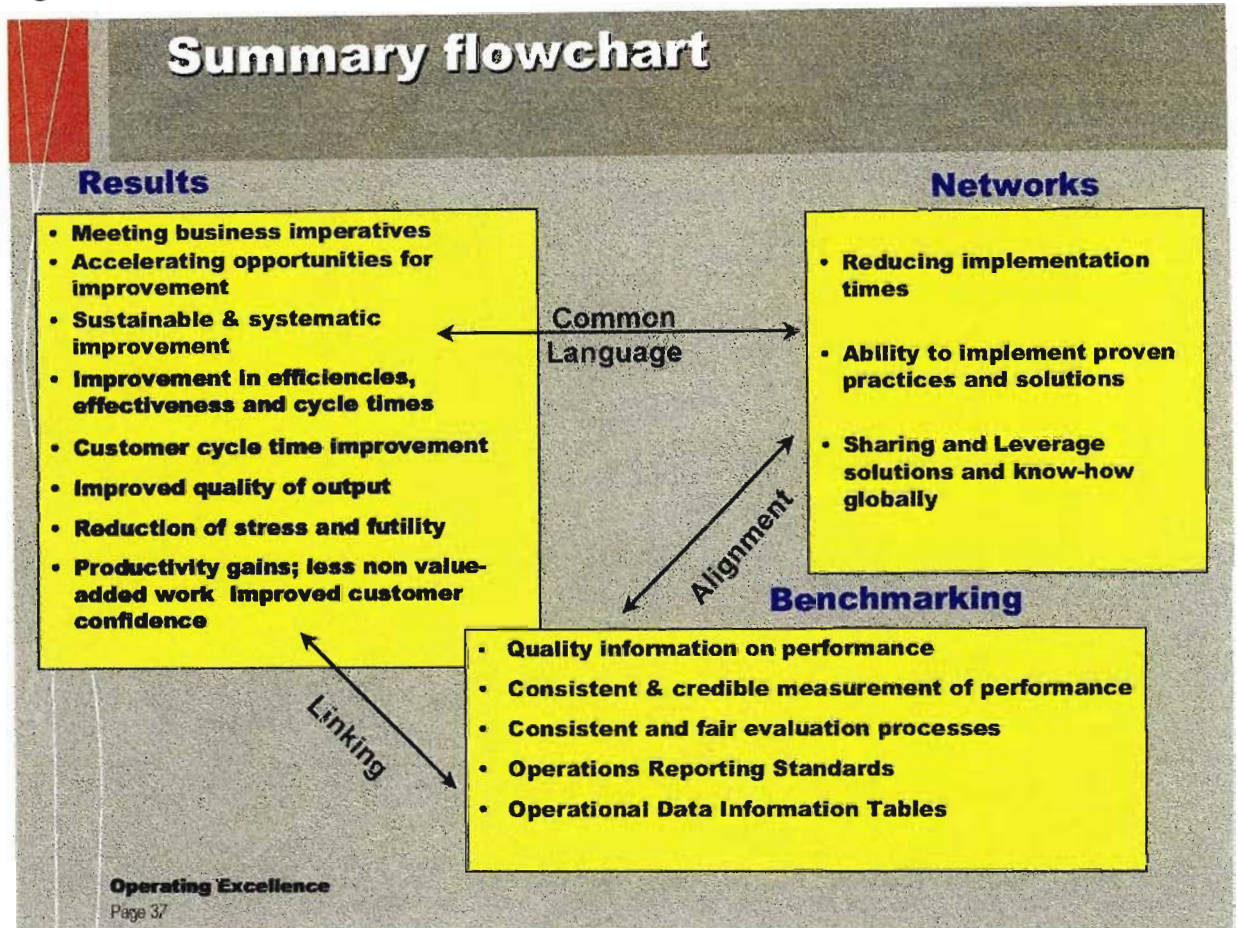 Summary flowchart
Results
• Meeting business imperatives
• Accelerating opportunities for
improvement
• Sustainable & systematic
improvement
• Improvement in efficiencies,
effectiveness and cycle times
• Customer cycle time improvement
• Improved quality of output
• Reduction of stress and futility
• Productivity gains; less non value-
added work Improved customer
confidence
Common
Language
Networks
• Reducing implementation
times
• Ability to implement proven
practices and solutions
• Sharing and Leverage
solutions and know-how
globally
Alignment
Linking
Benchmarking
• Quality information on performance
• Consistent & credible measurement of performance
• Consistent and fair evaluation processes
• Operations Reporting Standards
• Operational Data Information Tables
Operating Excellence
Page 37